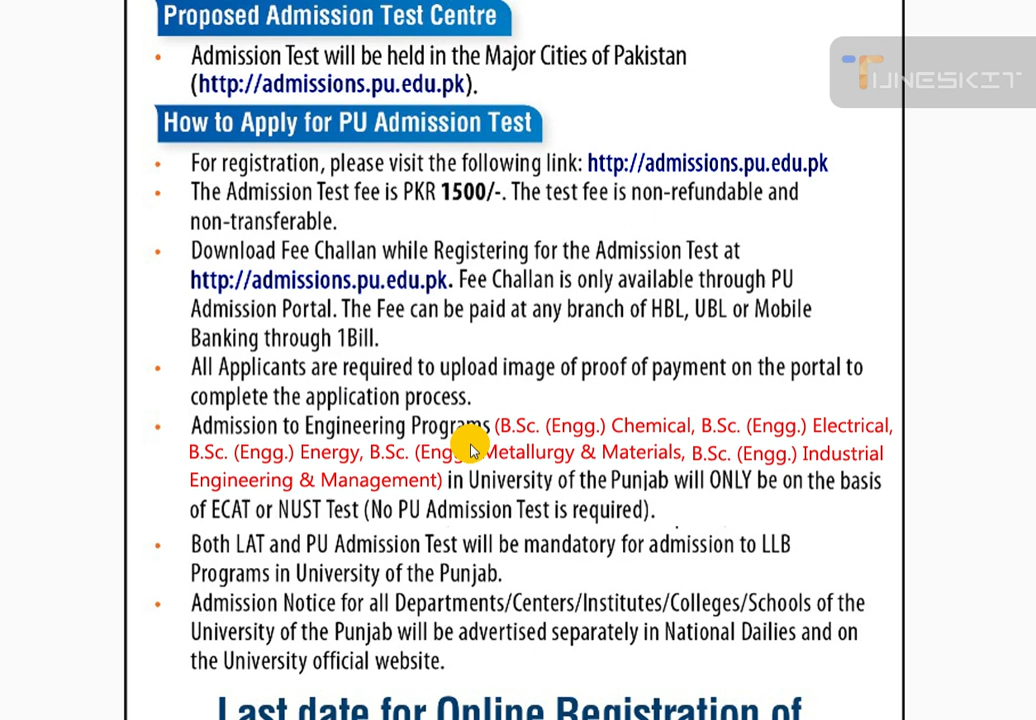 Proposed Admission Test Centre
TUNESKIT
• Admission Test will be held in the Major Cities of Pakistan
(http://admissions.pu.edu.pk).
How to Apply for PU Admission Test
• For registration, please visit the following link: http://admissions.pu.edu.pk
• The Admission Test fee is PKR 1500/-. The test fee is non-refundable and
non-transferable.
• Download Fee Challan while Registering for the Admission Test at
http://admissions.pu.edu.pk. Fee Challan is only available through PU
Admission Portal. The Fee can be paid at any branch of HBL, UBL or Mobile
Banking through 1Bill.
• All Applicants are required to upload image of proof of payment on the portal to
complete the application process.
• Admission to Engineering Programs (B.Sc. (Engg.) Chemical, B.Sc. (Engg.) Electrical,
B.Sc. (Engg.) Energy, B.Sc. (Engg.) Metallurgy & Materials, B.Sc. (Engg.) Industrial
Engineering & Management) in University of the Punjab will ONLY be on the basis
of ECAT or NUST Test (No PU Admission Test is required).
• Both LAT and PU Admission Test will be mandatory for admission to LLB
Programs in University of the Punjab.
• Admission Notice for all Departments/Centers/Institutes/Colleges/Schools of the
University of the Punjab will be advertised separately in National Dailies and on
the University official website.
Last date for Online Registration of